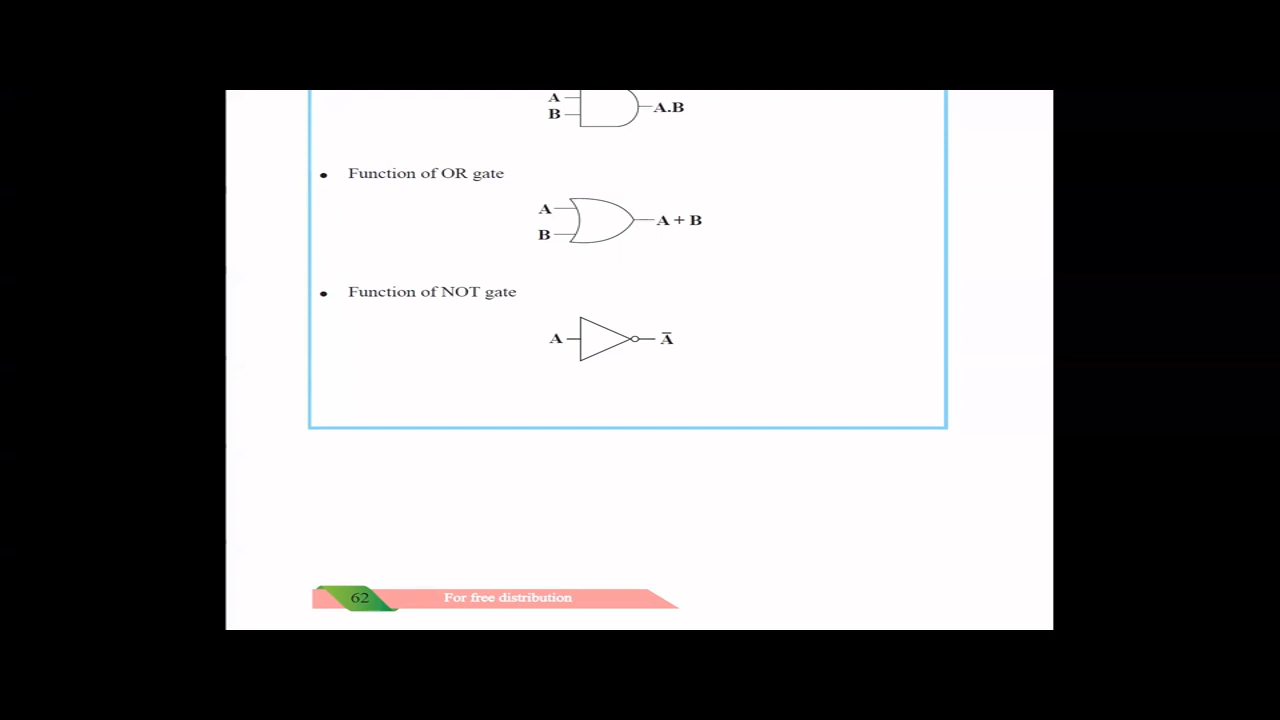 A
B
A.B
• Function of OR gate
A
B
A + B
• Function of NOT gate
A
Ā
62
For free distribution